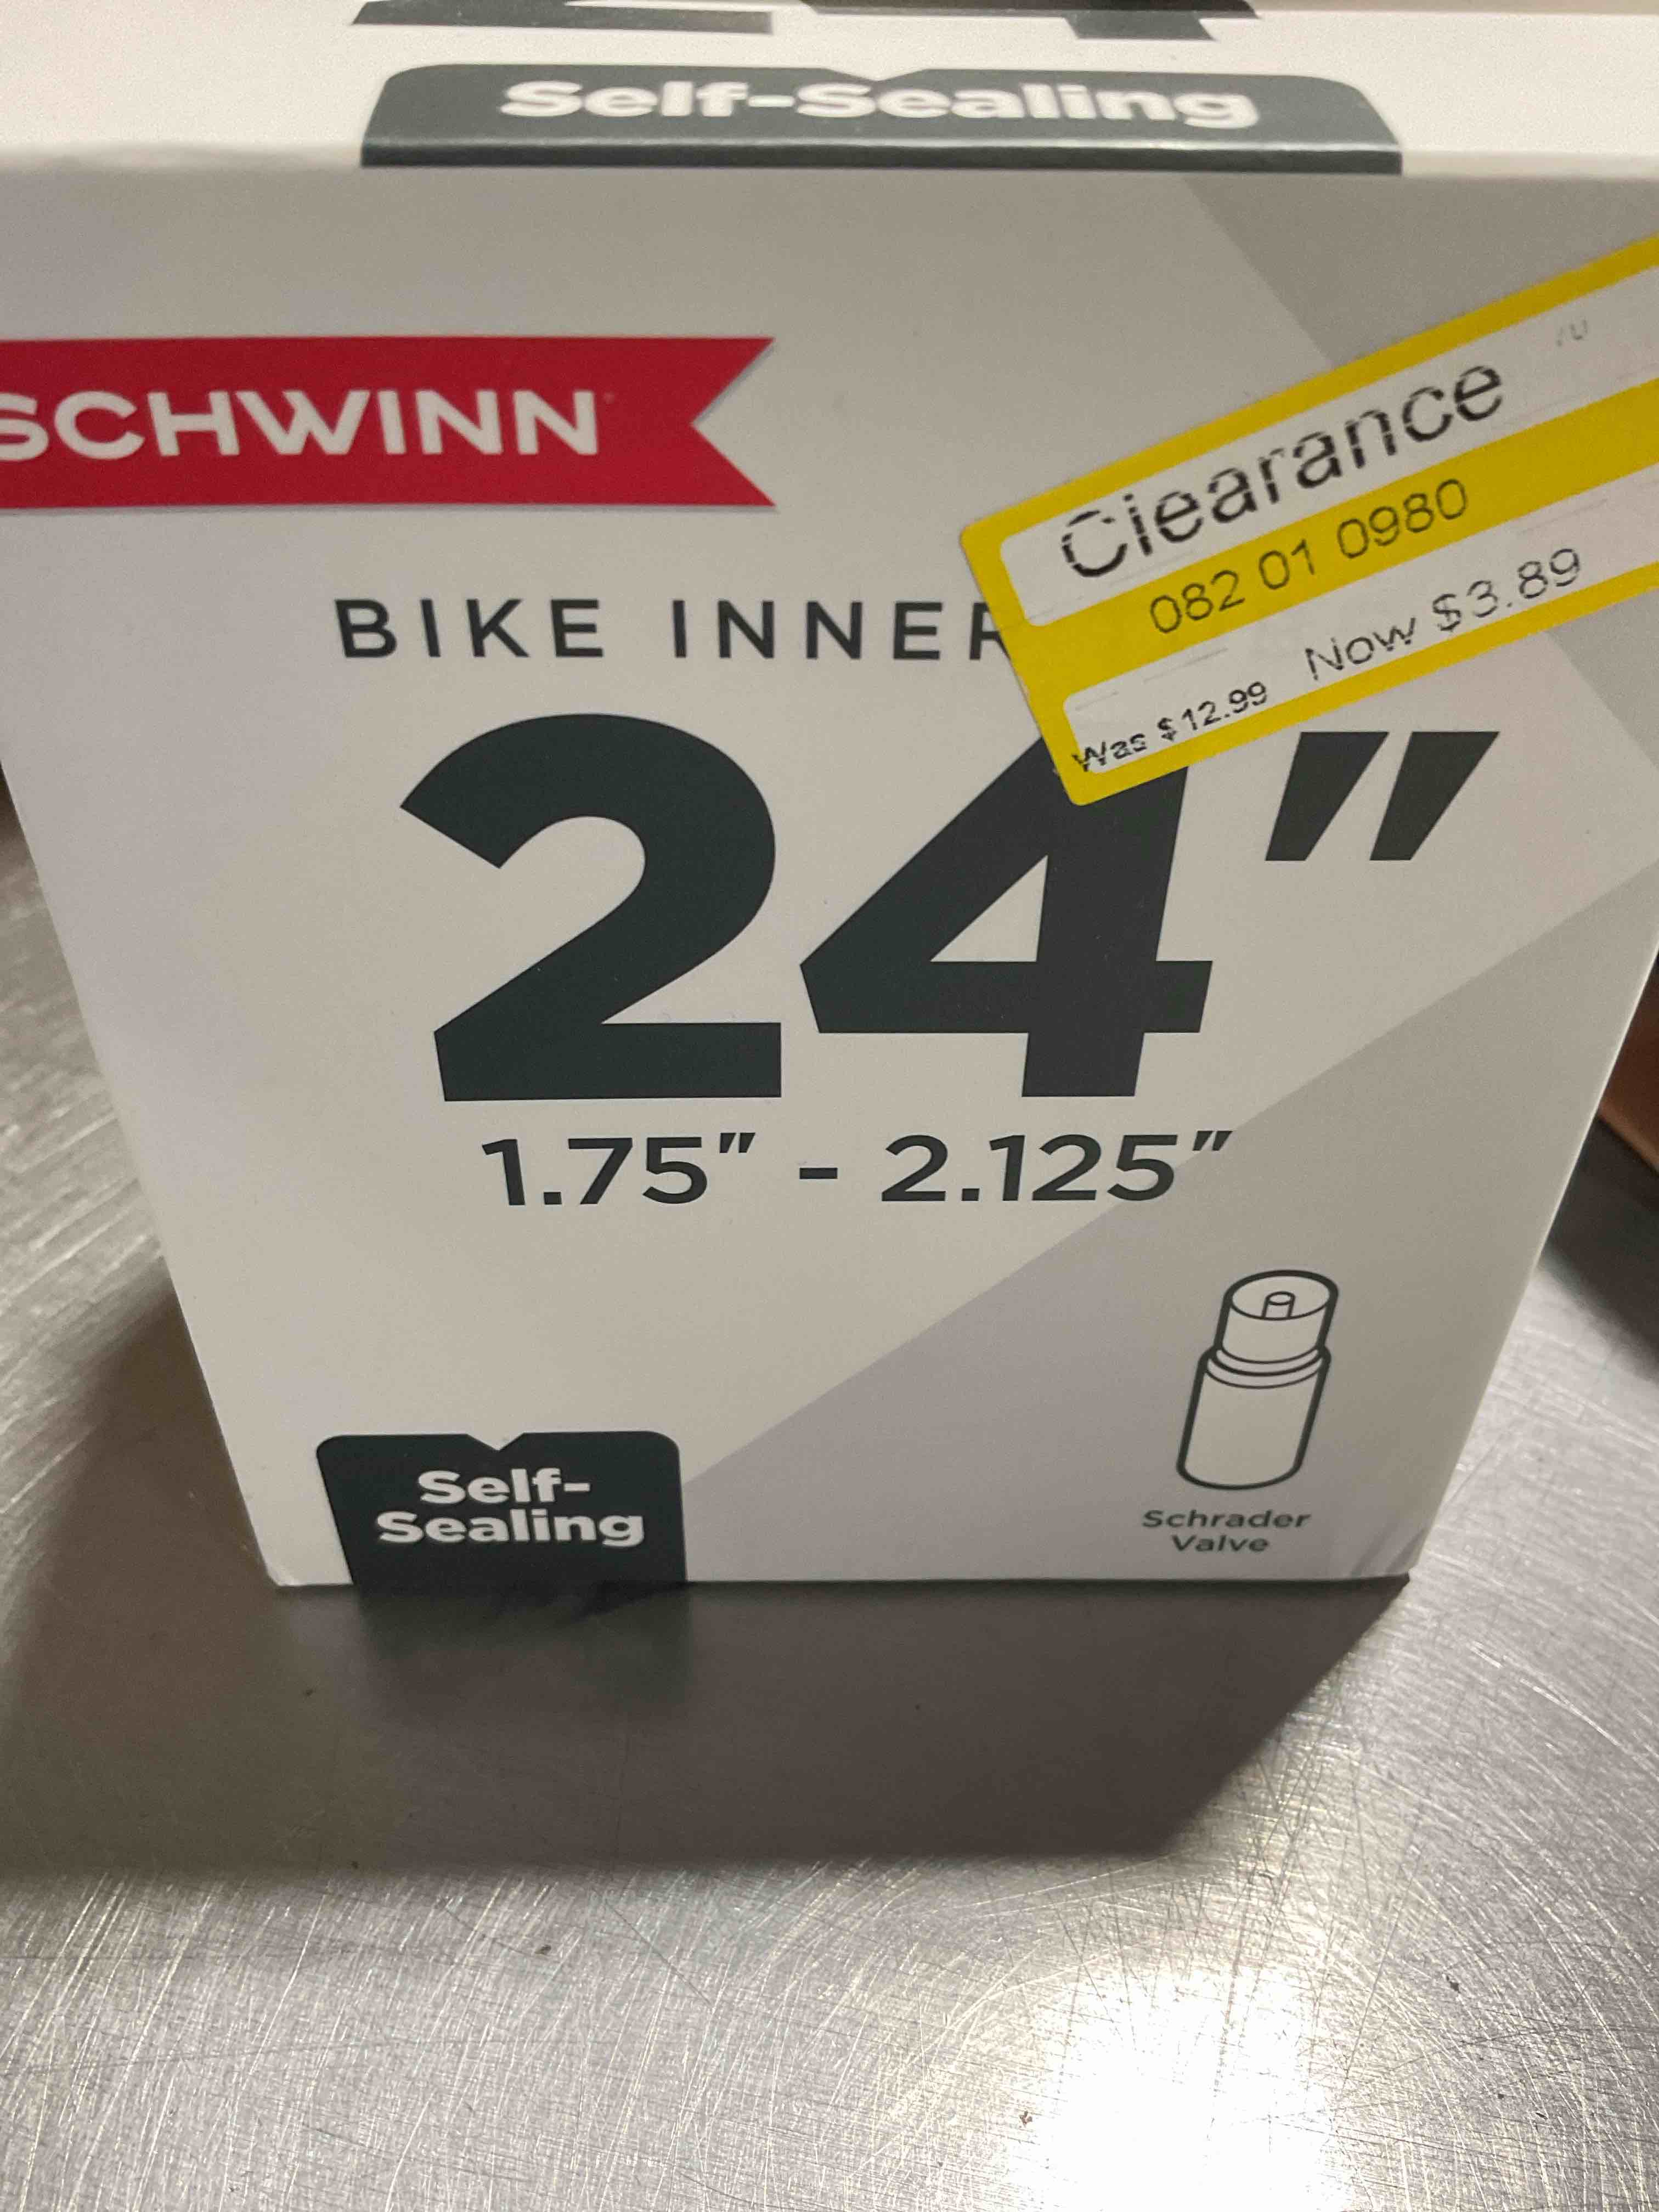 Self-Sealing
SCHWINN
BIKE INNER
Clearance
70
082 01 0980
Was $12.99 Now $3.89
24"
1.75" - 2.125"
Self-
Sealing
Schrader
Valve